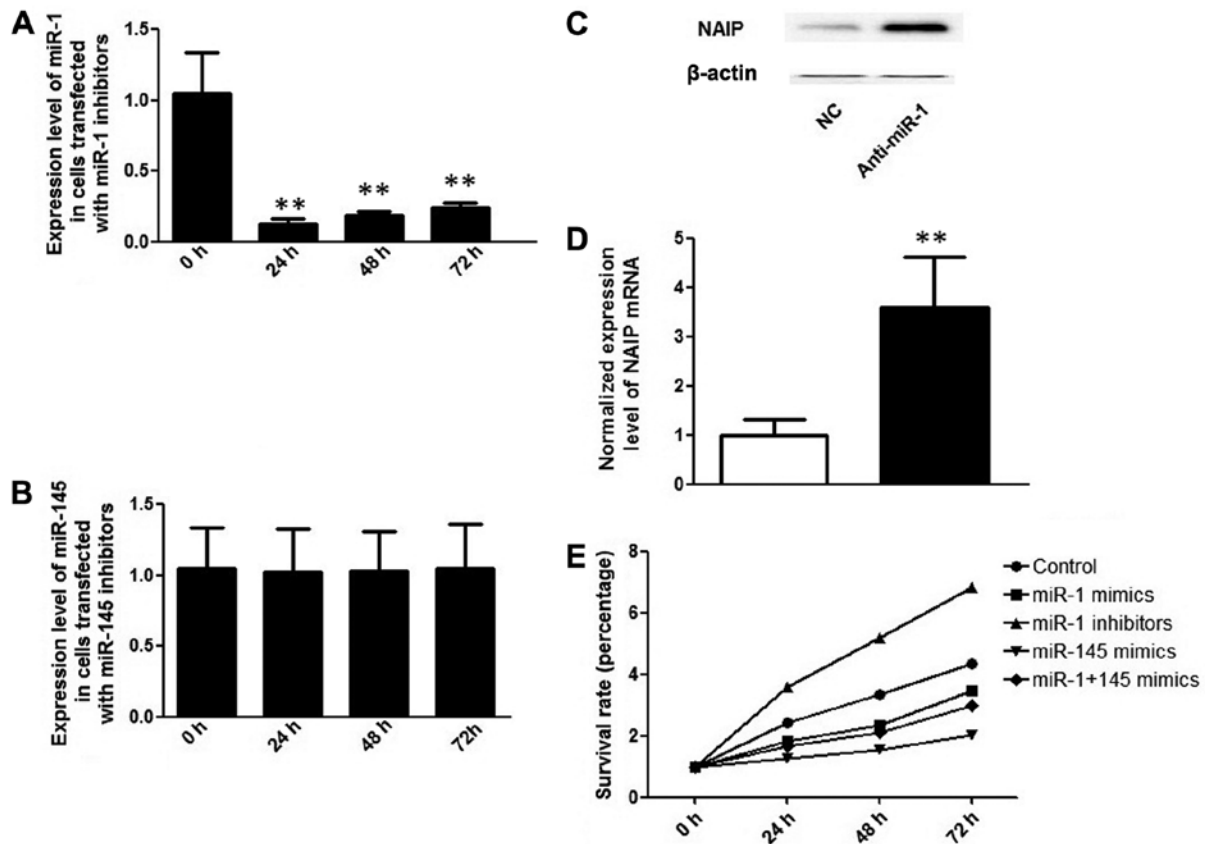 A
Expression level of miR-1
in cells transfected
with miR-1 inhibitors
1.5
1.0
0.5
0.0
**
**
**
0 h
24 h
48 h
72 h
B
Expression level of miR-145
in cells transfected
with miR-145 inhibitors
1.5
1.0
0.5
0.0
0 h
24 h
48 h
72h
C
NAIP
β-actin
NC
Anti-miR-1
D
Normalized expression
level of NAIP mRNA
5
4
3
2
1
0
**
E
Survival rate (percentage)
8
6
4
2
0
0 h
24 h
48 h
72 h
Control
miR-1 mimics
miR-1 inhibitors
miR-145 mimics
miR-1+145 mimics